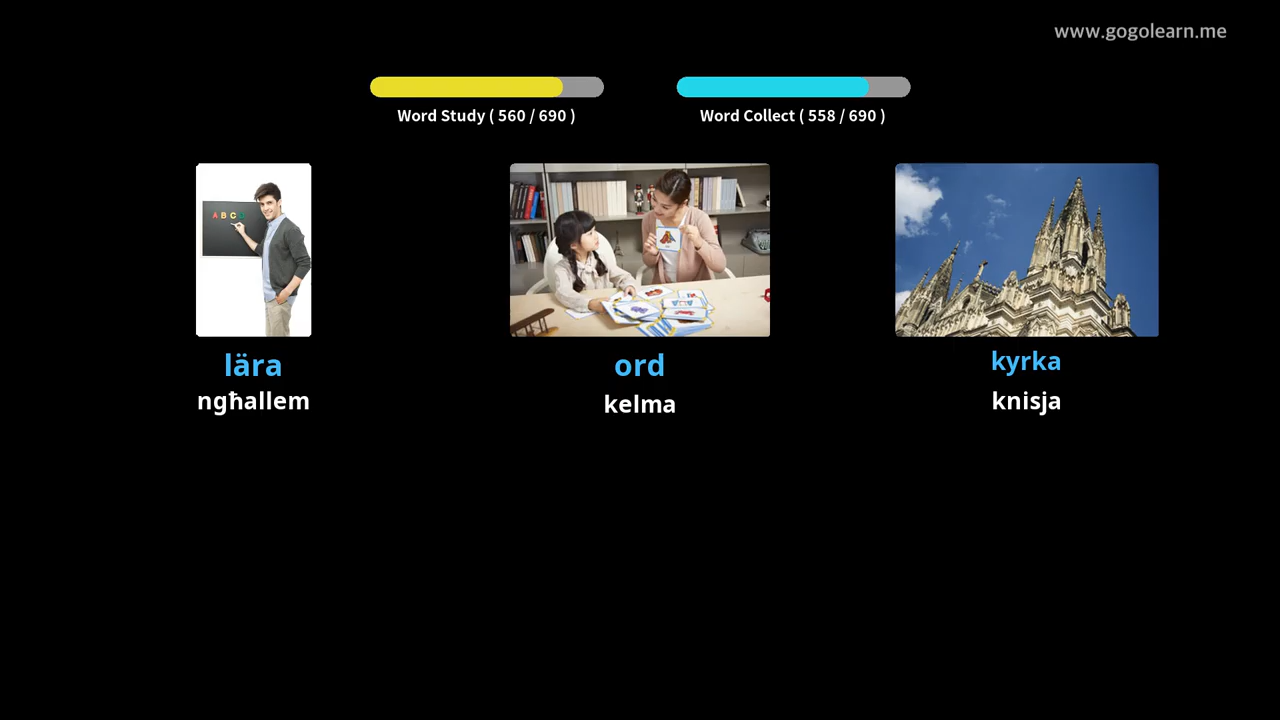 www.gogolearn.me
Word Study ( 560 / 690 )
Word Collect ( 558 / 690 )
A B C D
lära
ngħallem
ord
kelma
kyrka
knisja